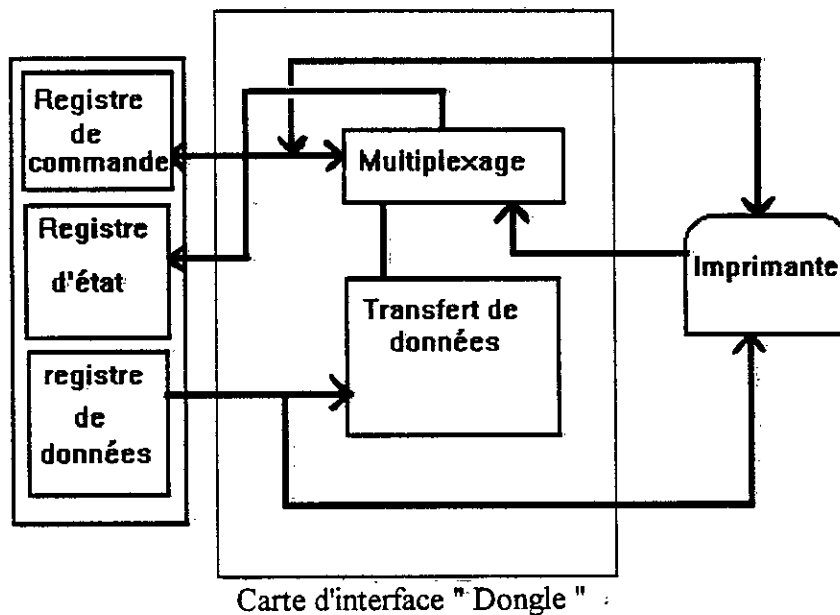 Registre
de
commande
Registre
d'état
registre
de
données
Multiplexage
Transfert de
données
Imprimante
Carte d'interface " Dongle "